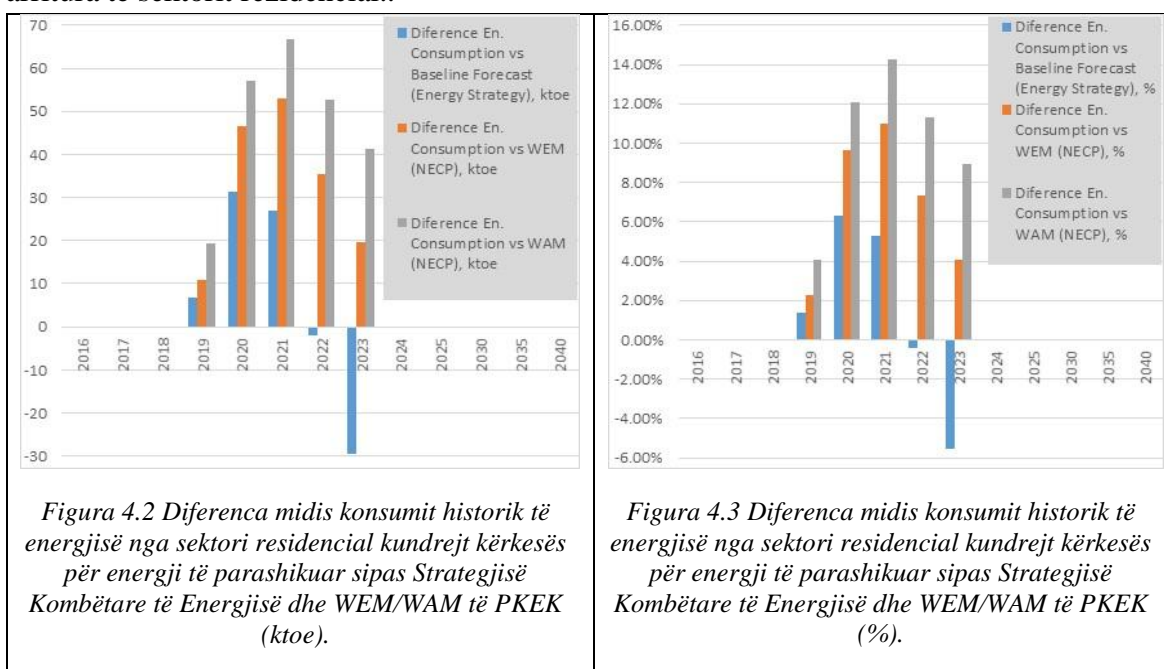 70
60
50
40
30
20
10
0
-10
-20
-30
2016
2017
2018
2019
2020
2021
2022
2023
2024
2025
2030
2035
2040
Diference En.
Consumption vs
Baseline Forecast
(Energy Strategy), ktoe
Difference En.
Consumption vs WEM
(NECP), ktoe
Difference En.
Consumption vs WAM
(NECP), ktoe
Figura 4.2 Diferenca midis konsumit historik të
energjisë nga sektori residencial kundrejt kërkesës
për energji të parashikuar sipas Strategjisë
Kombëtare të Energjisë dhe WEM/WAM të PKEK
(ktoe).
16.00%
14.00%
12.00%
10.00%
8.00%
6.00%
4.00%
2.00%
0.00%
-2.00%
-4.00%
-6.00%
2016
2017
2018
2019
2020
2021
2022
2023
2024
2025
2030
2035
2040
Diference En.
Consumption vs
Baseline Forecast
(Energy Strategy), %
Difference En.
Consumption vs
WEM (NECP), %
Difference En.
Consumption vs
WAM (NECP), %
Figura 4.3 Diferenca midis konsumit historik të
energjisë nga sektori residencial kundrejt kërkesës
për energji të parashikuar sipas Strategjisë
Kombëtare të Energjisë dhe WEM/WAM të PKEK
(%).